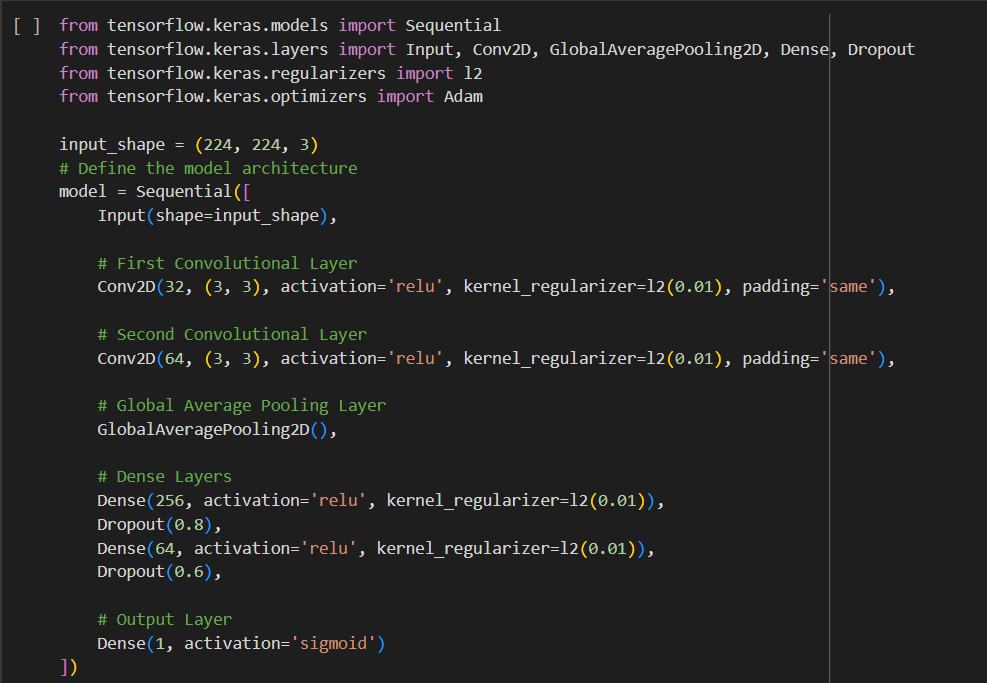 [ ] from tensorflow.keras.models import Sequential
from tensorflow.keras.layers import Input, Conv2D, GlobalAveragePooling2D, Dense, Dropout
from tensorflow.keras.regularizers import l2
from tensorflow.keras.optimizers import Adam

input_shape = (224, 224, 3)
# Define the model architecture
model = Sequential([
    Input(shape=input_shape),

    # First Convolutional Layer
    Conv2D(32, (3, 3), activation='relu', kernel_regularizer=l2(0.01), padding='same'),

    # Second Convolutional Layer
    Conv2D(64, (3, 3), activation='relu', kernel_regularizer=l2(0.01), padding='same'),

    # Global Average Pooling Layer
    GlobalAveragePooling2D(),

    # Dense Layers
    Dense(256, activation='relu', kernel_regularizer=l2(0.01)),
    Dropout(0.8),
    Dense(64, activation='relu', kernel_regularizer=l2(0.01)),
    Dropout(0.6),

    # Output Layer
    Dense(1, activation='sigmoid')
])